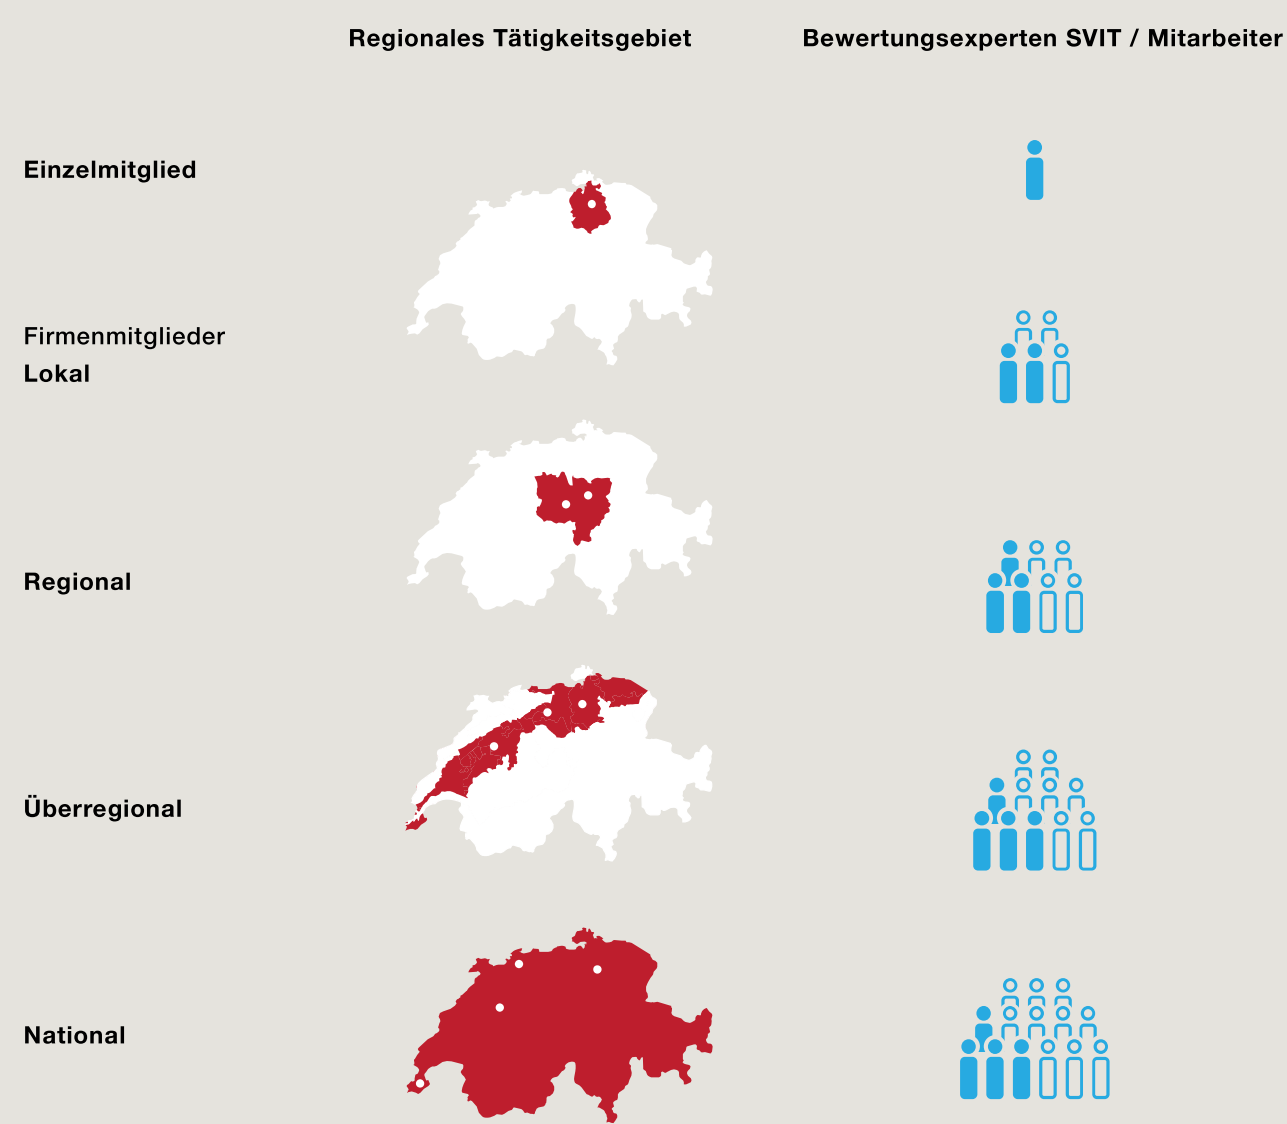 Regionales Tätigkeitsgebiet
Bewertungsexperten SVIT / Mitarbeiter
Einzelmitglied
Firmenmitglieder
Lokal
Regional
Überregional
National